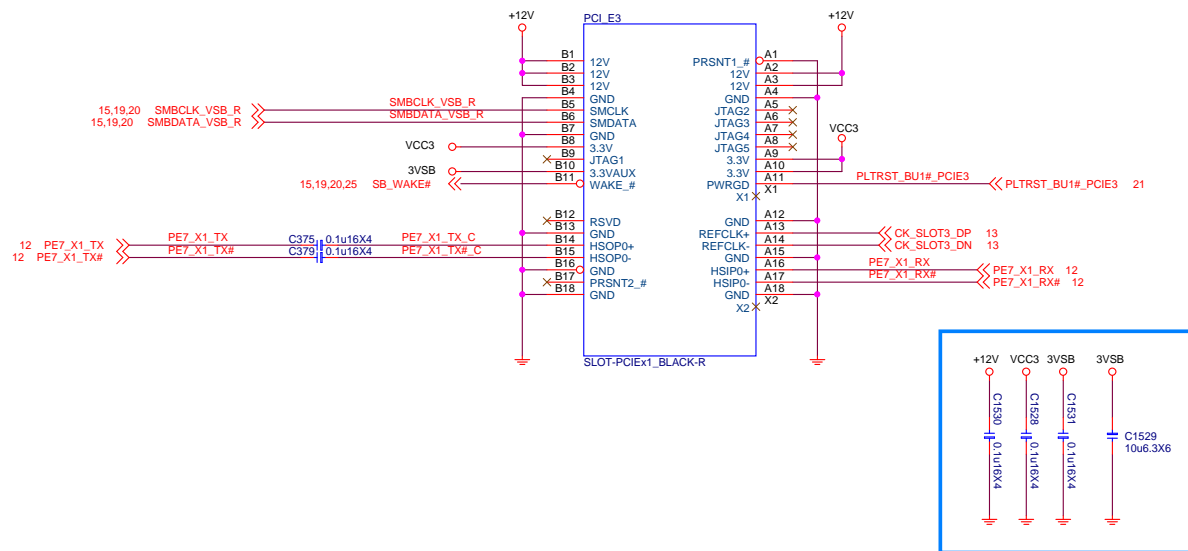 PCI_E3
+12V +12V
B1 12V PRSNT1_# A1
B2 12V 12V A2
B3 12V 12V A3
B4 GND GND A4
15,19,20 SMBCLK_VSB_R SMBCLK_VSB_R B5 SMCLK JTAG2 A5
15,19,20 SMBDATA_VSB_R SMBDATA_VSB_R B6 SMDATA JTAG3 A6
B7 GND JTAG4 A7
VCC3 B8 3.3V JTAG5 A8 VCC3
B9 JTAG1 3.3V A9
3VSB B10 3.3VAUX 3.3V A10
15,19,20,25 SB_WAKE# B11 WAKE_# PWRGD A11 PLTRST_BU1#_PCIE3 PLTRST_BU1#_PCIE3 21
X1 X1
B12 RSVD GND A12
B13 GND REFCLK+ A13 CK_SLOT3_DP 13
12 PE7_X1_TX PE7_X1_TX C375 0.1u16X4 PE7_X1_TX_C B14 HSOP0+ REFCLK- A14 CK_SLOT3_DN 13
12 PE7_X1_TX# PE7_X1_TX# C379 0.1u16X4 PE7_X1_TX#_C B15 HSOP0- GND A15
B16 GND HSIP0+ A16 PE7_X1_RX PE7_X1_RX 12
B17 PRSNT2_# HSIP0- A17 PE7_X1_RX# PE7_X1_RX# 12
B18 GND GND A18
X2 X2
SLOT-PCIEx1_BLACK-R
+12V VCC3 3VSB 3VSB
C1530 0.1u16X4
C1528 0.1u16X4
C1531 0.1u16X4
C1529
10u6.3X6